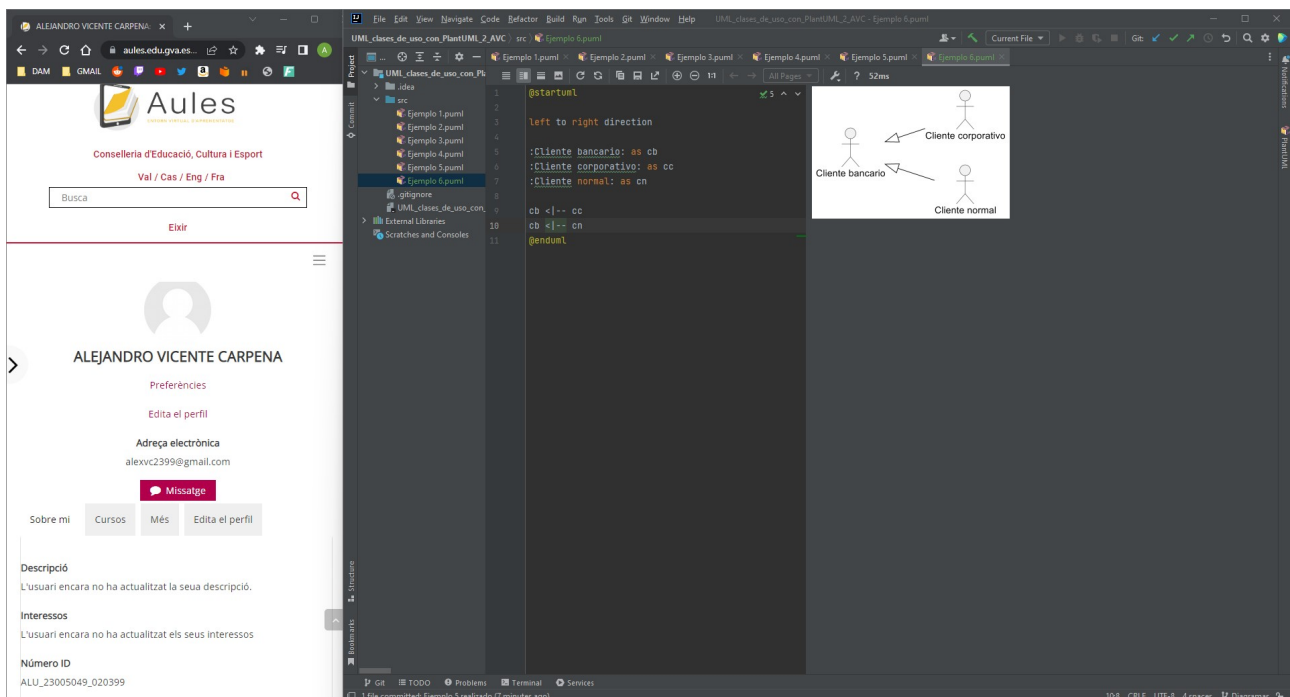 ALEJANDRO VICENTE CARPENA:
aules.edu.gva.es...
A
DAM
GMAIL
Aules
Conselleria d'Educació, Cultura i Esport
Val / Cas / Eng / Fra
Busca
Eixir
ALEJANDRO VICENTE CARPENA
Preferències
Edita el perfil
Adreça electrònica
alexvc2399@gmail.com
Missatge
Sobre mi
Cursos
Més
Edita el perfil
Descripció
L'usuari encara no ha actualitzat la seua descripció.
Interessos
L'usuari encara no ha actualitzat els seus interessos
Número ID
ALU_23005049_020399
File Edit View Navigate Code Refactor Build Run Tools Git Window Help UML_clases_de_uso_con_PlantUML_2_AVC - Ejemplo 6.puml
UML_clases_de_uso_con_PlantUML_2_AVC src Ejemplo 6.puml
Current File
Git:
Ejemplo 1.puml Ejemplo 2.puml Ejemplo 3.puml Ejemplo 4.puml Ejemplo 5.puml Ejemplo 6.puml
Project
Commit
Structure
Bookmarks
Notifications
PlantUML
UML_clases_de_uso_con_Pla
.idea
src
Ejemplo 1.puml
Ejemplo 2.puml
Ejemplo 3.puml
Ejemplo 4.puml
Ejemplo 5.puml
Ejemplo 6.puml
.gitignore
UML_clases_de_uso_con_
External Libraries
Scratches and Consoles
1:1
All Pages
? 52ms
5
1 @startuml
2
3 left to right direction
4
5 :Cliente bancario: as cb
6 :Cliente corporativo: as cc
7 :Cliente normal: as cn
8
9 cb <|-- cc
10 cb <|-- cn
11 @enduml
Cliente corporativo
Cliente bancario
Cliente normal
Git TODO Problems Terminal Services
1 file committed: Ejemplo 5 realizado (7 minutes ago)
10:8 CRLF UTF-8 4 spaces Diagramas